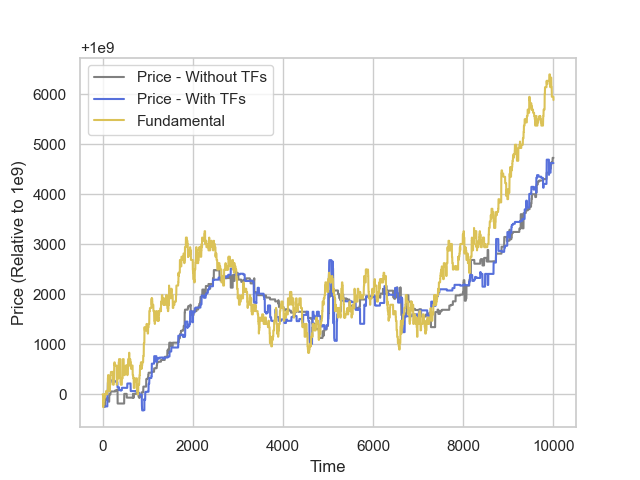 +1e9
Price - Without TFs
Price - With TFs
Fundamental
6000
5000
4000
3000
2000
1000
0
Price (Relative to 1e9)
0 2000 4000 6000 8000 10000
Time